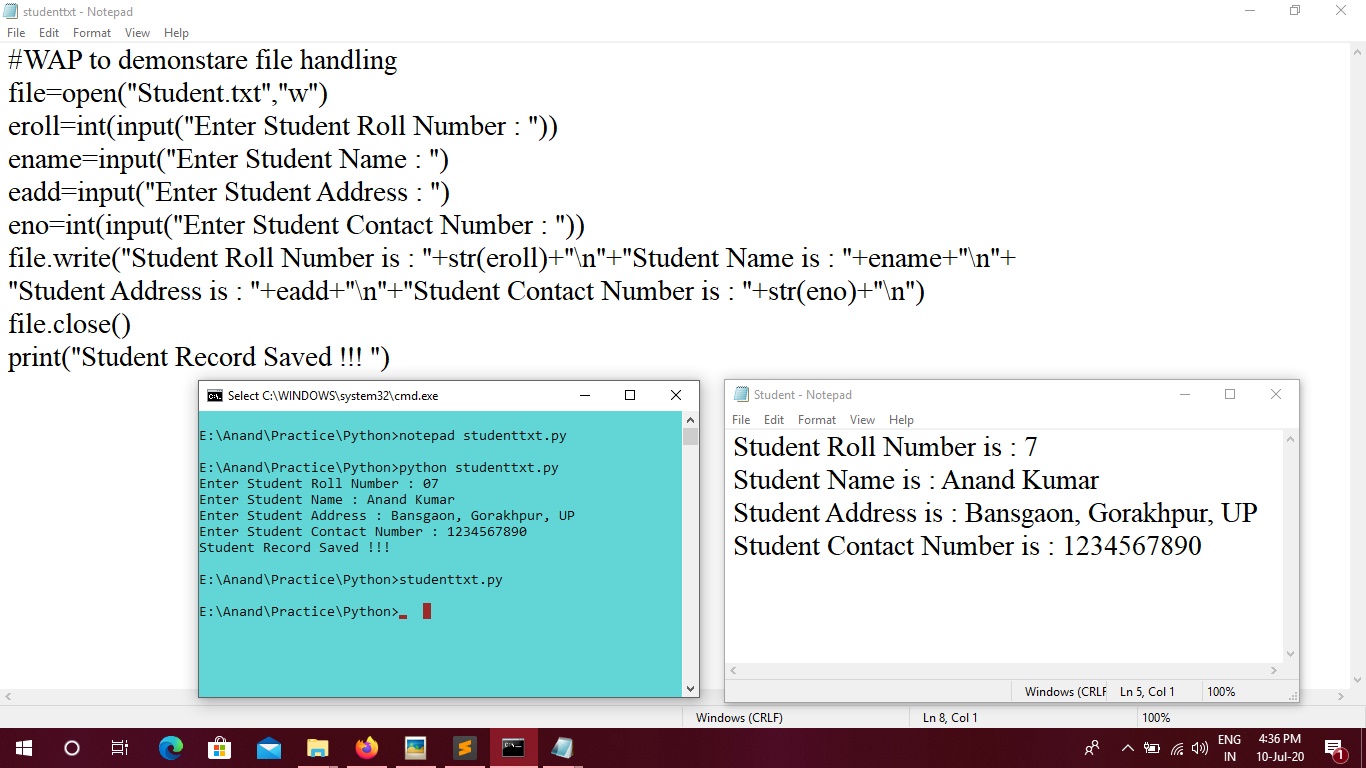 studenttxt - Notepad
File Edit Format View Help
#WAP to demonstare file handling
file=open("Student.txt","w")
eroll=int(input("Enter Student Roll Number : "))
ename=input("Enter Student Name : ")
eadd=input("Enter Student Address : ")
eno=int(input("Enter Student Contact Number : "))
file.write("Student Roll Number is : "+str(eroll)+"\n"+"Student Name is : "+ename+"\n"+
"Student Address is : "+eadd+"\n"+"Student Contact Number is : "+str(eno)+"\n")
file.close()
print("Student Record Saved !!! ")
Select C:\WINDOWS\system32\cmd.exe
E:\Anand\Practice\Python>notepad studenttxt.py
E:\Anand\Practice\Python>python studenttxt.py
Enter Student Roll Number : 07
Enter Student Name : Anand Kumar
Enter Student Address : Bansgaon, Gorakhpur, UP
Enter Student Contact Number : 1234567890
Student Record Saved !!!
E:\Anand\Practice\Python>studenttxt.py
E:\Anand\Practice\Python>
Student - Notepad
File Edit Format View Help
Student Roll Number is : 7
Student Name is : Anand Kumar
Student Address is : Bansgaon, Gorakhpur, UP
Student Contact Number is : 1234567890
Windows (CRLF Ln 5, Col 1 100%
Windows (CRLF) Ln 8, Col 1 100%
ENG
IN
4:36 PM
10-Jul-20
1